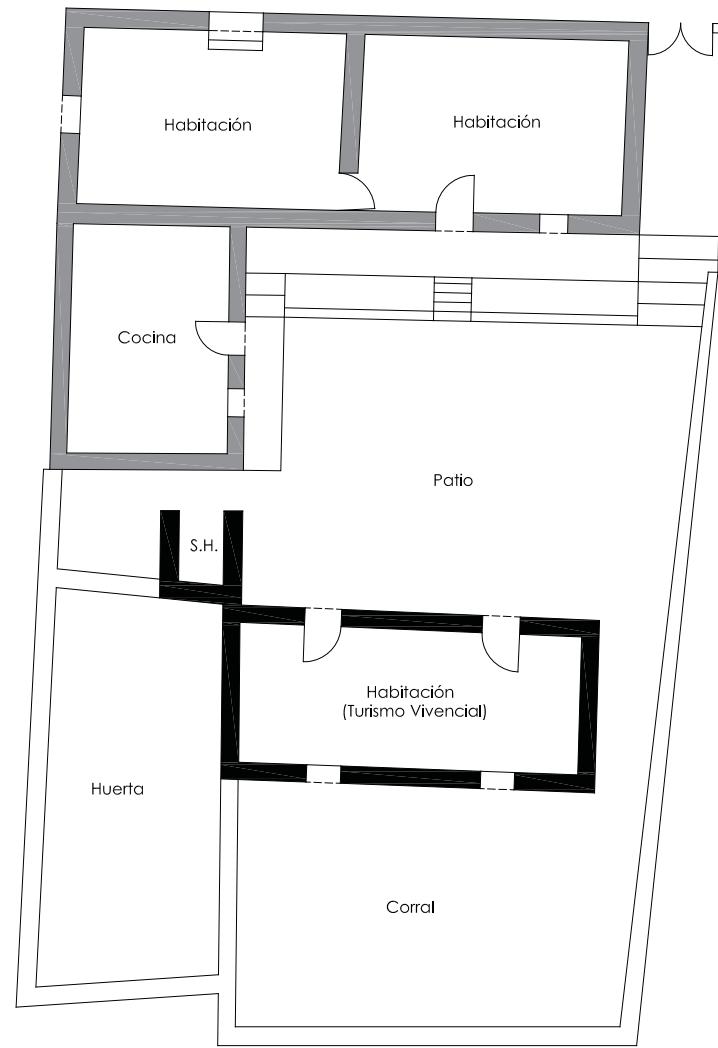 Habitación
Habitación
Cocina
Patio
S.H.
Habitación
(Turismo Vivencial)
Huerta
Corral